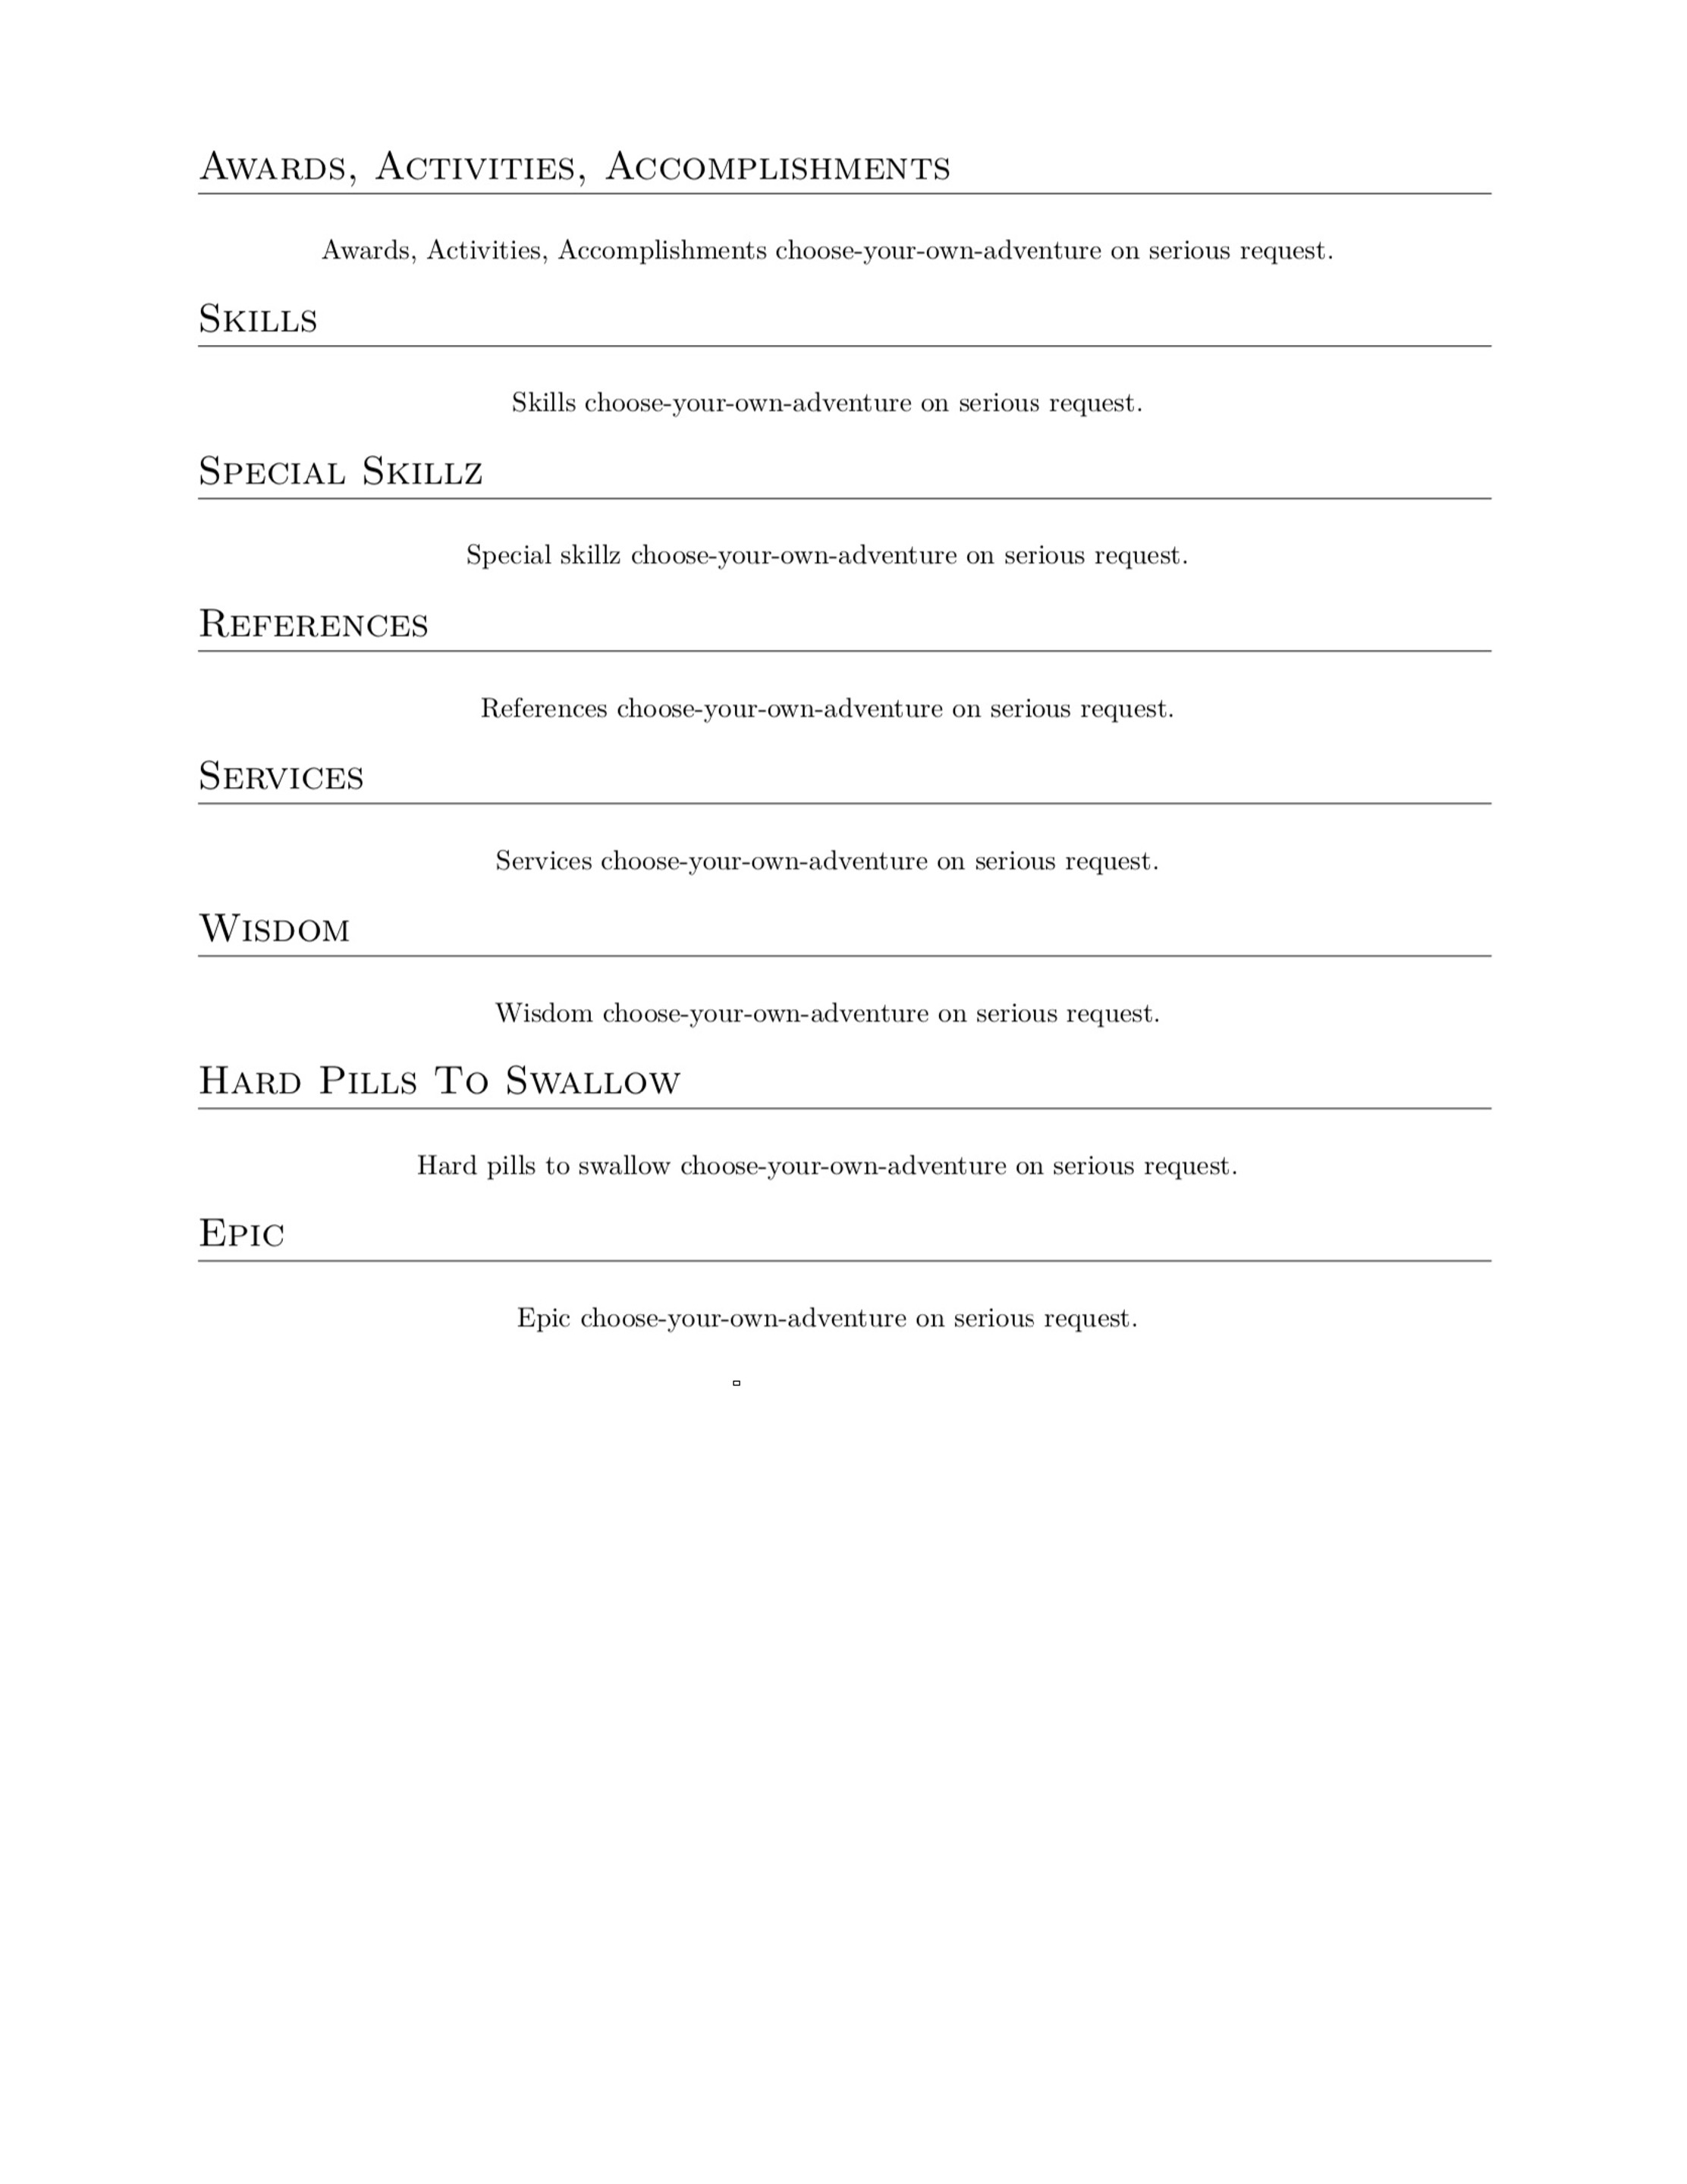 Awards, Activities, Accomplishments
Awards, Activities, Accomplishments choose-your-own-adventure on serious request.
Skills
Skills choose-your-own-adventure on serious request.
Special Skillz
Special skillz choose-your-own-adventure on serious request.
References
References choose-your-own-adventure on serious request.
Services
Services choose-your-own-adventure on serious request.
Wisdom
Wisdom choose-your-own-adventure on serious request.
Hard Pills To Swallow
Hard pills to swallow choose-your-own-adventure on serious request.
Epic
Epic choose-your-own-adventure on serious request.